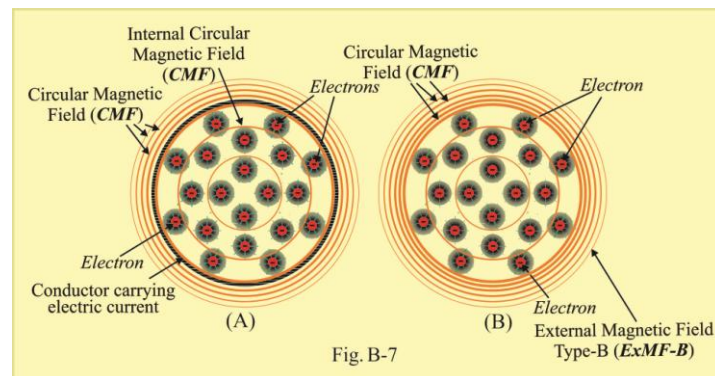 Internal Circular
Magnetic Field
(CMF)
Electrons
Circular Magnetic
Field (CMF)
Electron
Conductor carrying
electric current
(A)
Circular Magnetic
Field (CMF)
Electron
Electron
(B)
External Magnetic Field
Type-B (ExMF-B)
Fig. B-7